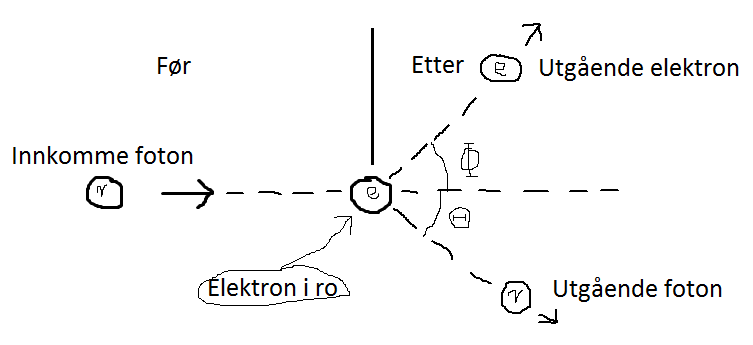 Før
Etter
e
Utgående elektron
Innkomme foton
γ
e
Φ
Θ
Elektron i ro
γ
Utgående foton